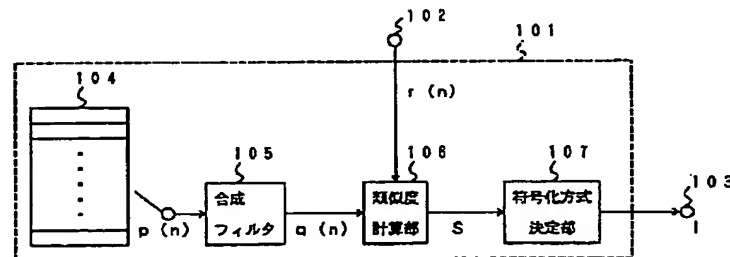 102
101
104
r (n)
105
106
107
103
合成
フィルタ
類似度
計算部
符号化方式
決定部
p (n)
q (n)
S
I